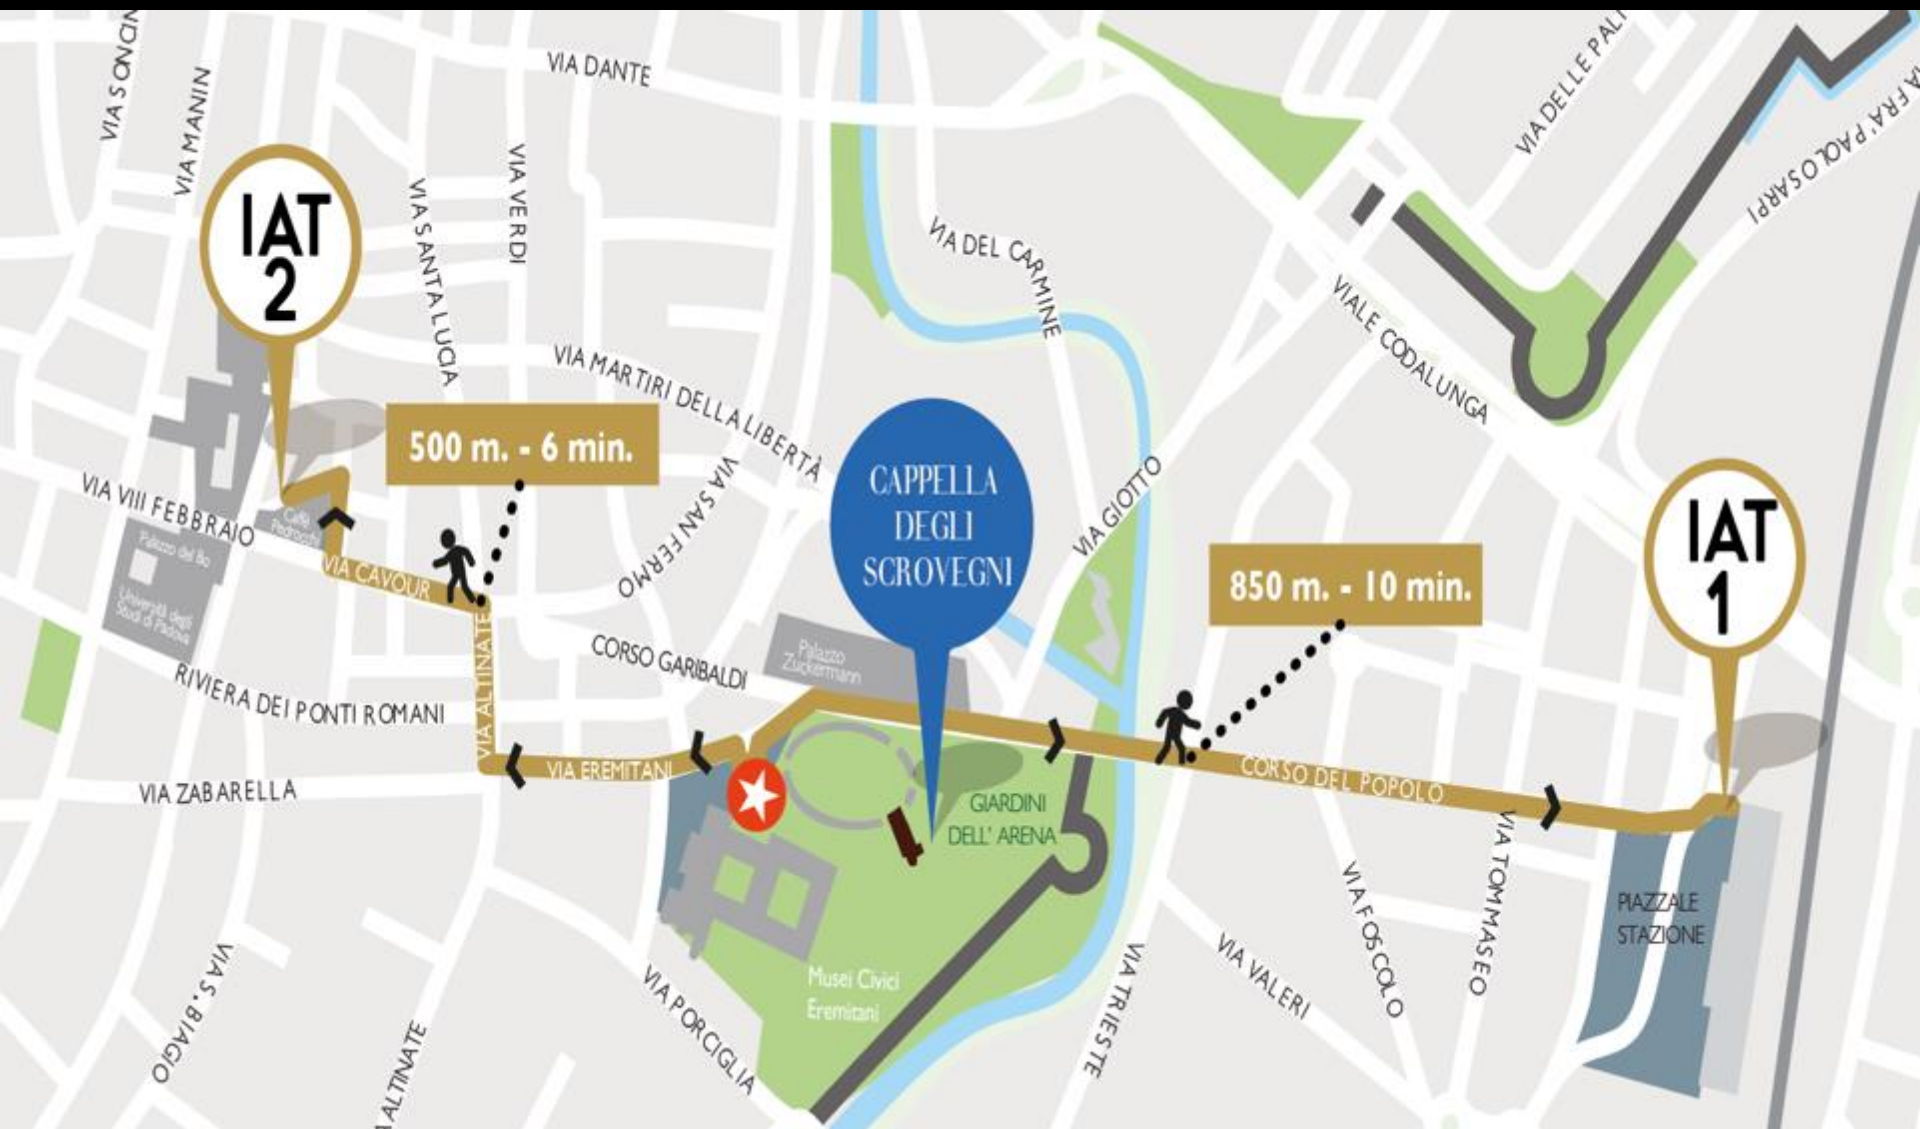 VIA DANTE
VIA MANIN
VIA DELLE PALI
VIA FRA' PAOLO SARPI
IAT
2
VIA SANTA LUCIA
VIA VERDI
VIA DEL CARMINE
VIALE CODALUNGA
VIA MARTIRI DELLA LIBERTÀ
500 m. - 6 min.
VIA SAN FERMO
CAPPELLA
DEGLI
SCROVEGNI
VIA GIOTTO
850 m. - 10 min.
IAT
1
VIA VIII FEBBRAIO
Caffè
Pedrocchi
Palazzo del Bo
Università degli
Studi di Padova
VIA CAVOUR
VIA ALTINATE
CORSO GARIBALDI
Palazzo
Zuckermann
RIVIERA DEI PONTI ROMANI
VIA EREMITANI
VIA ZABARELLA
CORSO DEL POPOLO
GIARDINI
DELL' ARENA
VIA TOMMASEO
VIA FOSCOLO
PIAZZALE
STAZIONE
VIA S. BIAGIO
ALTINATE
VIA PORCIGLIA
Musei Civici
Eremitani
VIA TRIESTE
VIA VALERI